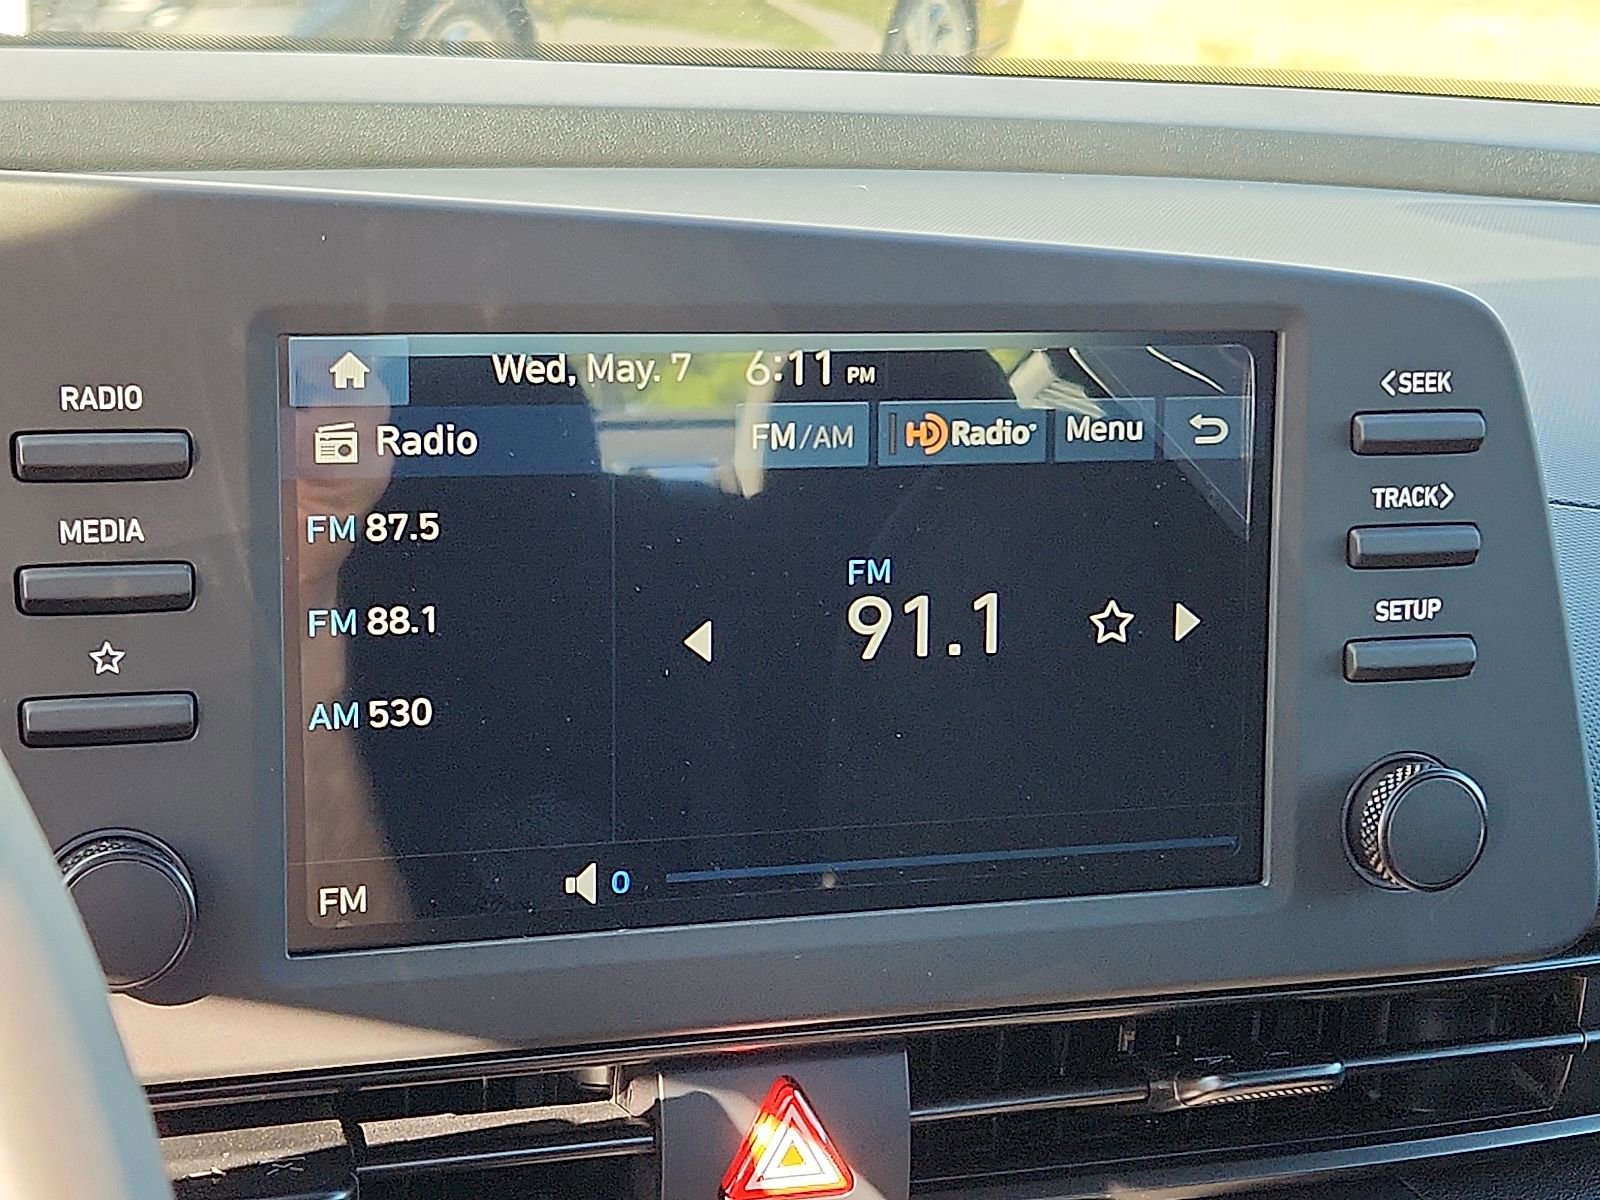 Wed, May. 7 6:11 PM
Radio FM/AM HD Radio Menu
RADIO
MEDIA
FM 87.5
FM 88.1
AM 530
FM
91.1
FM
0
<SEEK
TRACK>
SETUP